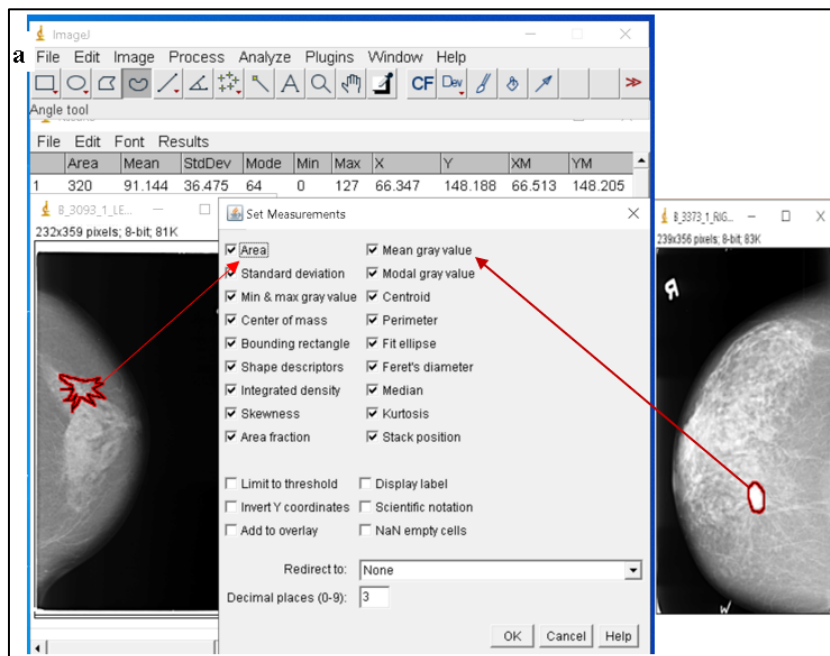 a
ImageJ
File Edit Image Process Analyze Plugins Window Help
A CF Dev. >>
Angle tool
File Edit Font Results
Area Mean StdDev Mode Min Max X Y XM YM
1 320 91.144 36.475 64 0 127 66.347 148.188 66.513 148.205
B_3093_1_LE...
232x359 pixels; 8-bit; 81K
Set Measurements
Area Mean gray value
Standard deviation Modal gray value
Min & max gray value Centroid
Center of mass Perimeter
Bounding rectangle Fit ellipse
Shape descriptors Feret's diameter
Integrated density Median
Skewness Kurtosis
Area fraction Stack position
Limit to threshold Display label
Invert Y coordinates Scientific notation
Add to overlay NaN empty cells
Redirect to: None
Decimal places (0-9): 3
OK Cancel Help
B_3373_1_RIG...
239x356 pixels; 8-bit; 83K
R